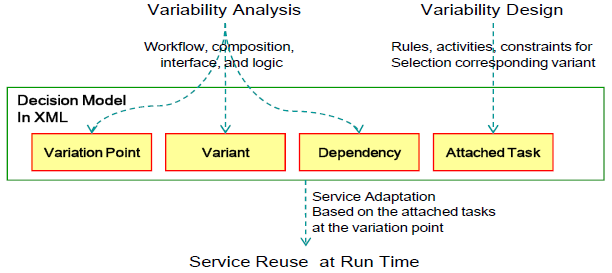 Variability Analysis
Variability Design
Workflow, composition,
interface, and logic
Rules, activities, constraints for
Selection corresponding variant
Decision Model
In XML
Variation Point
Variant
Dependency
Attached Task
Service Adaptation
Based on the attached tasks
at the variation point
Service Reuse at Run Time